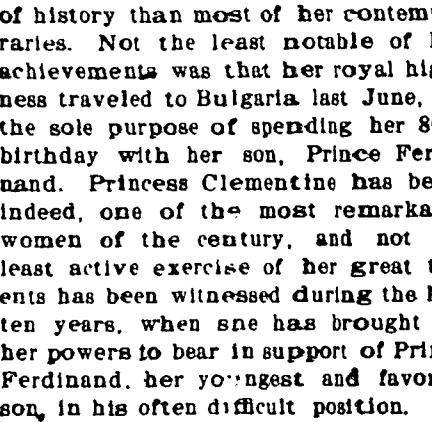 of history than most of her contem
raries. Not the least notable of
achievements was that her royal hig
ness traveled to Bulgaria last June,
the sole purpose of spending her 8
birthday with her son, Prince Fer
nand. Princess Clementine has be
indeed, one of the most remarka
women of the century, and not
least active exercise of her great t
ents has been witnessed during the
ten years, when sne has brought
her powers to bear in support of Pri
Ferdinand, her youngest and favor
son, in his often difficult position.